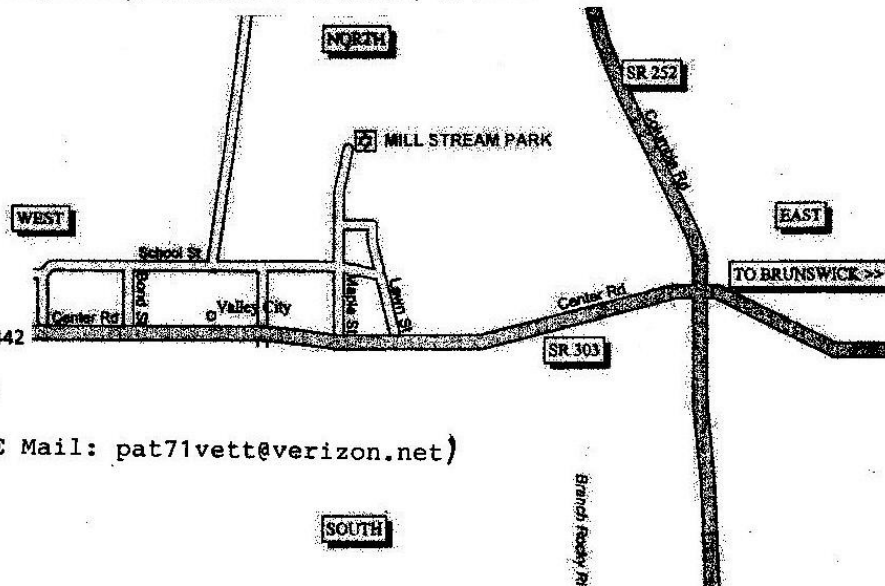 NORTH
SR 252
Columbia Rd
MILL STREAM PARK
WEST
EAST
School St
TO BRUNSWICK >>
Bond St
Valley City
Maple St
Center Rd
Center Rd
42
SR 303
Mail: pat71vett@verizon.net)
Branch Rocky
SOUTH